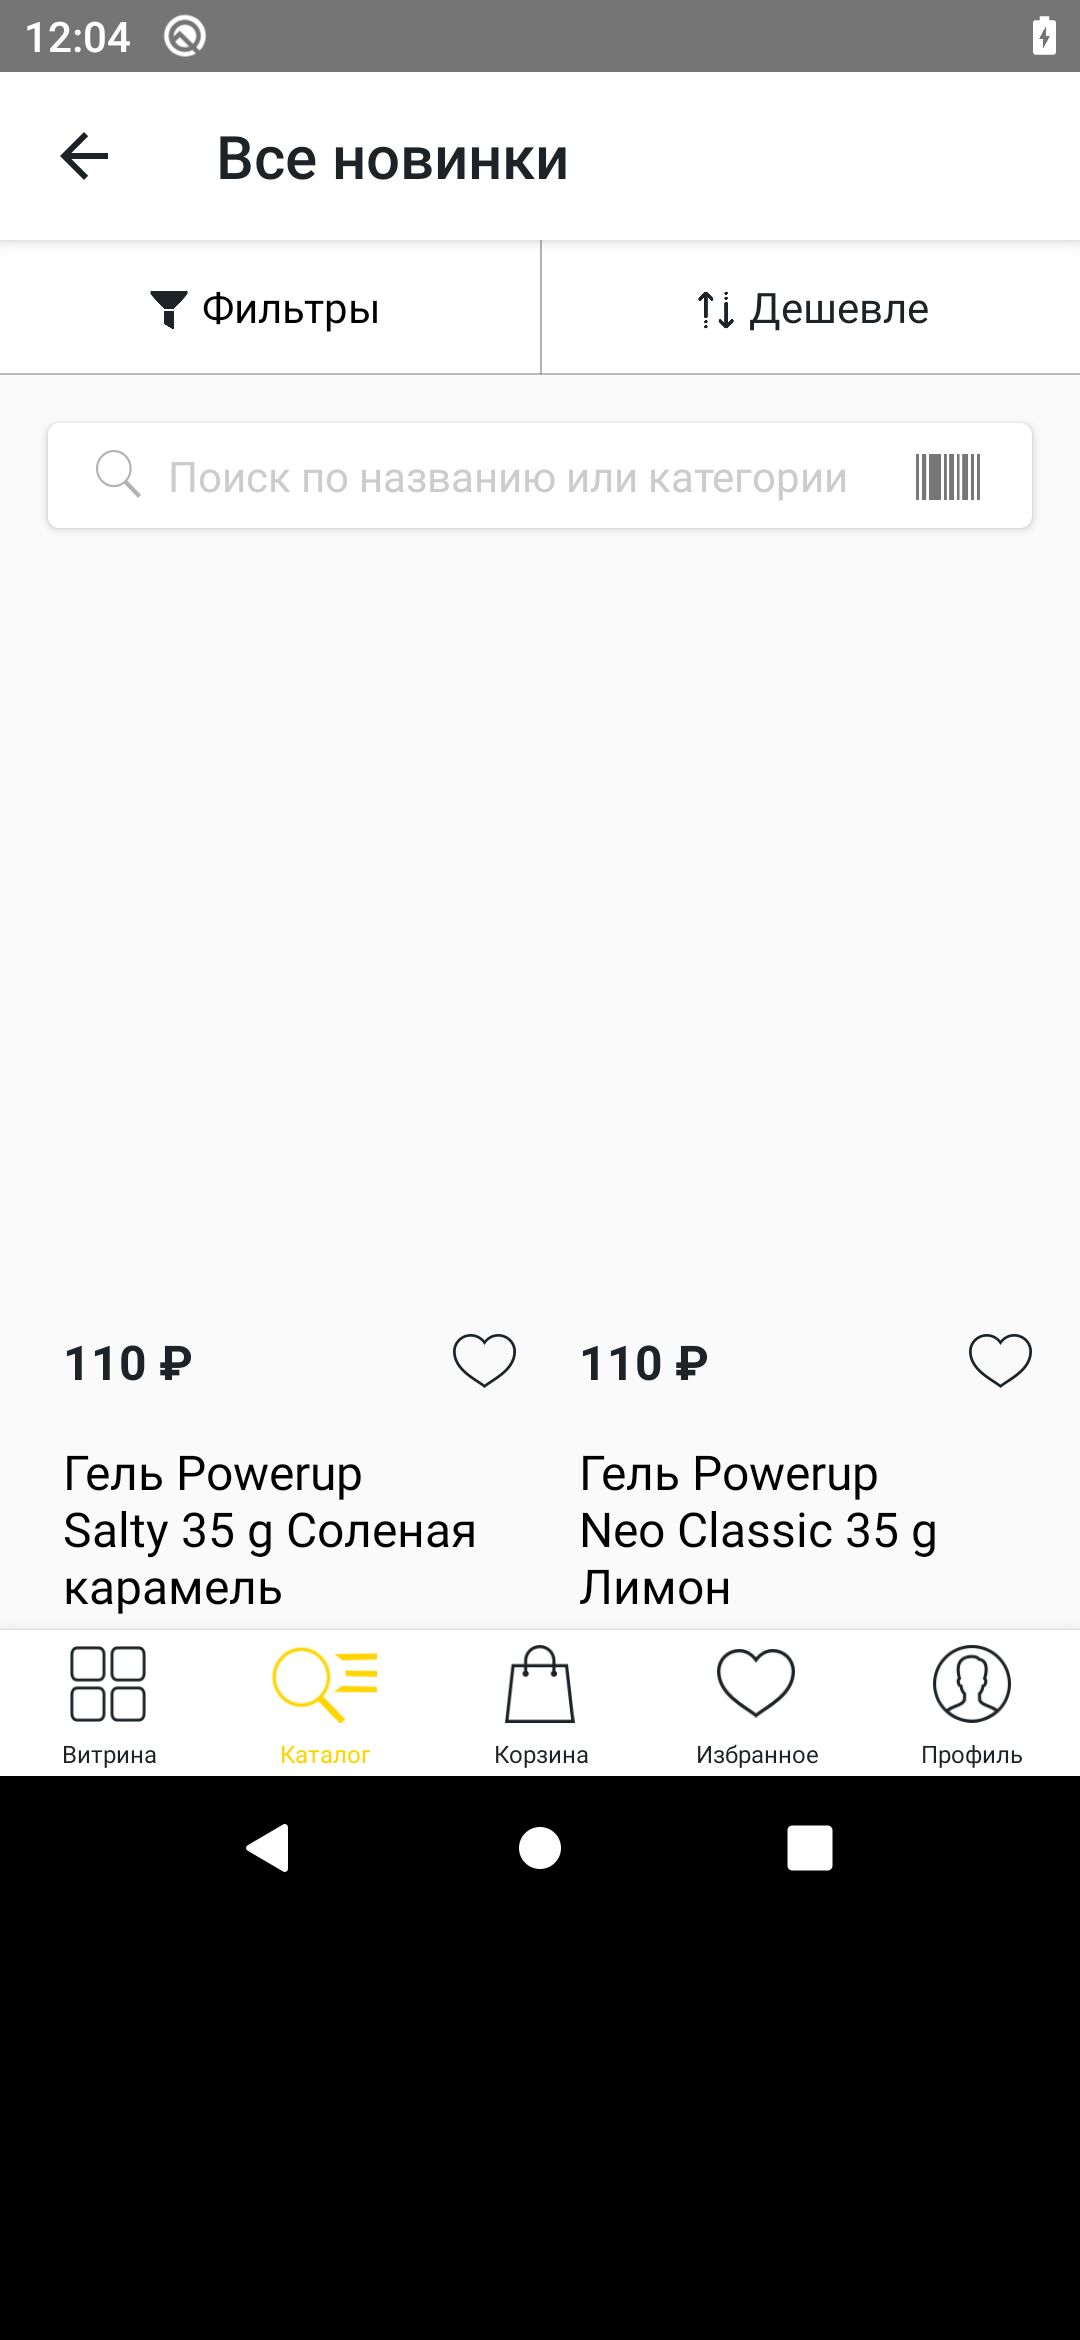 12:04
Все новинки
Фильтры
Дешевле
Поиск по названию или категории
110 ₽
110 ₽
Гель Powerup
Salty 35 g Соленая
карамель
Гель Powerup
Neo Classic 35 g
Лимон
Витрина
Каталог
Корзина
Избранное
Профиль